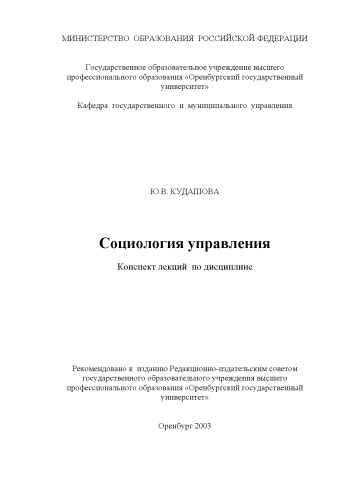 МИНИСТЕРСТВО ОБРАЗОВАНИЯ РОССИЙСКОЙ ФЕДЕРАЦИИ
Государственное образовательное учреждение высшего
профессионального образования «Оренбургский государственный
университет»
Кафедра государственного и муниципального управления
Ю.В. КУДАШОВА
Социология управления
Конспект лекций по дисциплине
Рекомендовано к изданию Редакционно-издательским советом
государственного образовательного учреждения высшего
профессионального образования «Оренбургский государственный
университет»
Оренбург 2003